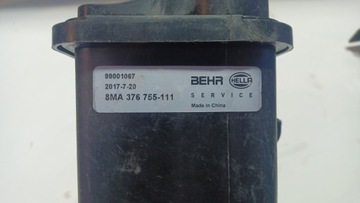 99001067
2017-7-20
8MA 376 755-111
BEHR HELLA
SERVICE
Made in China